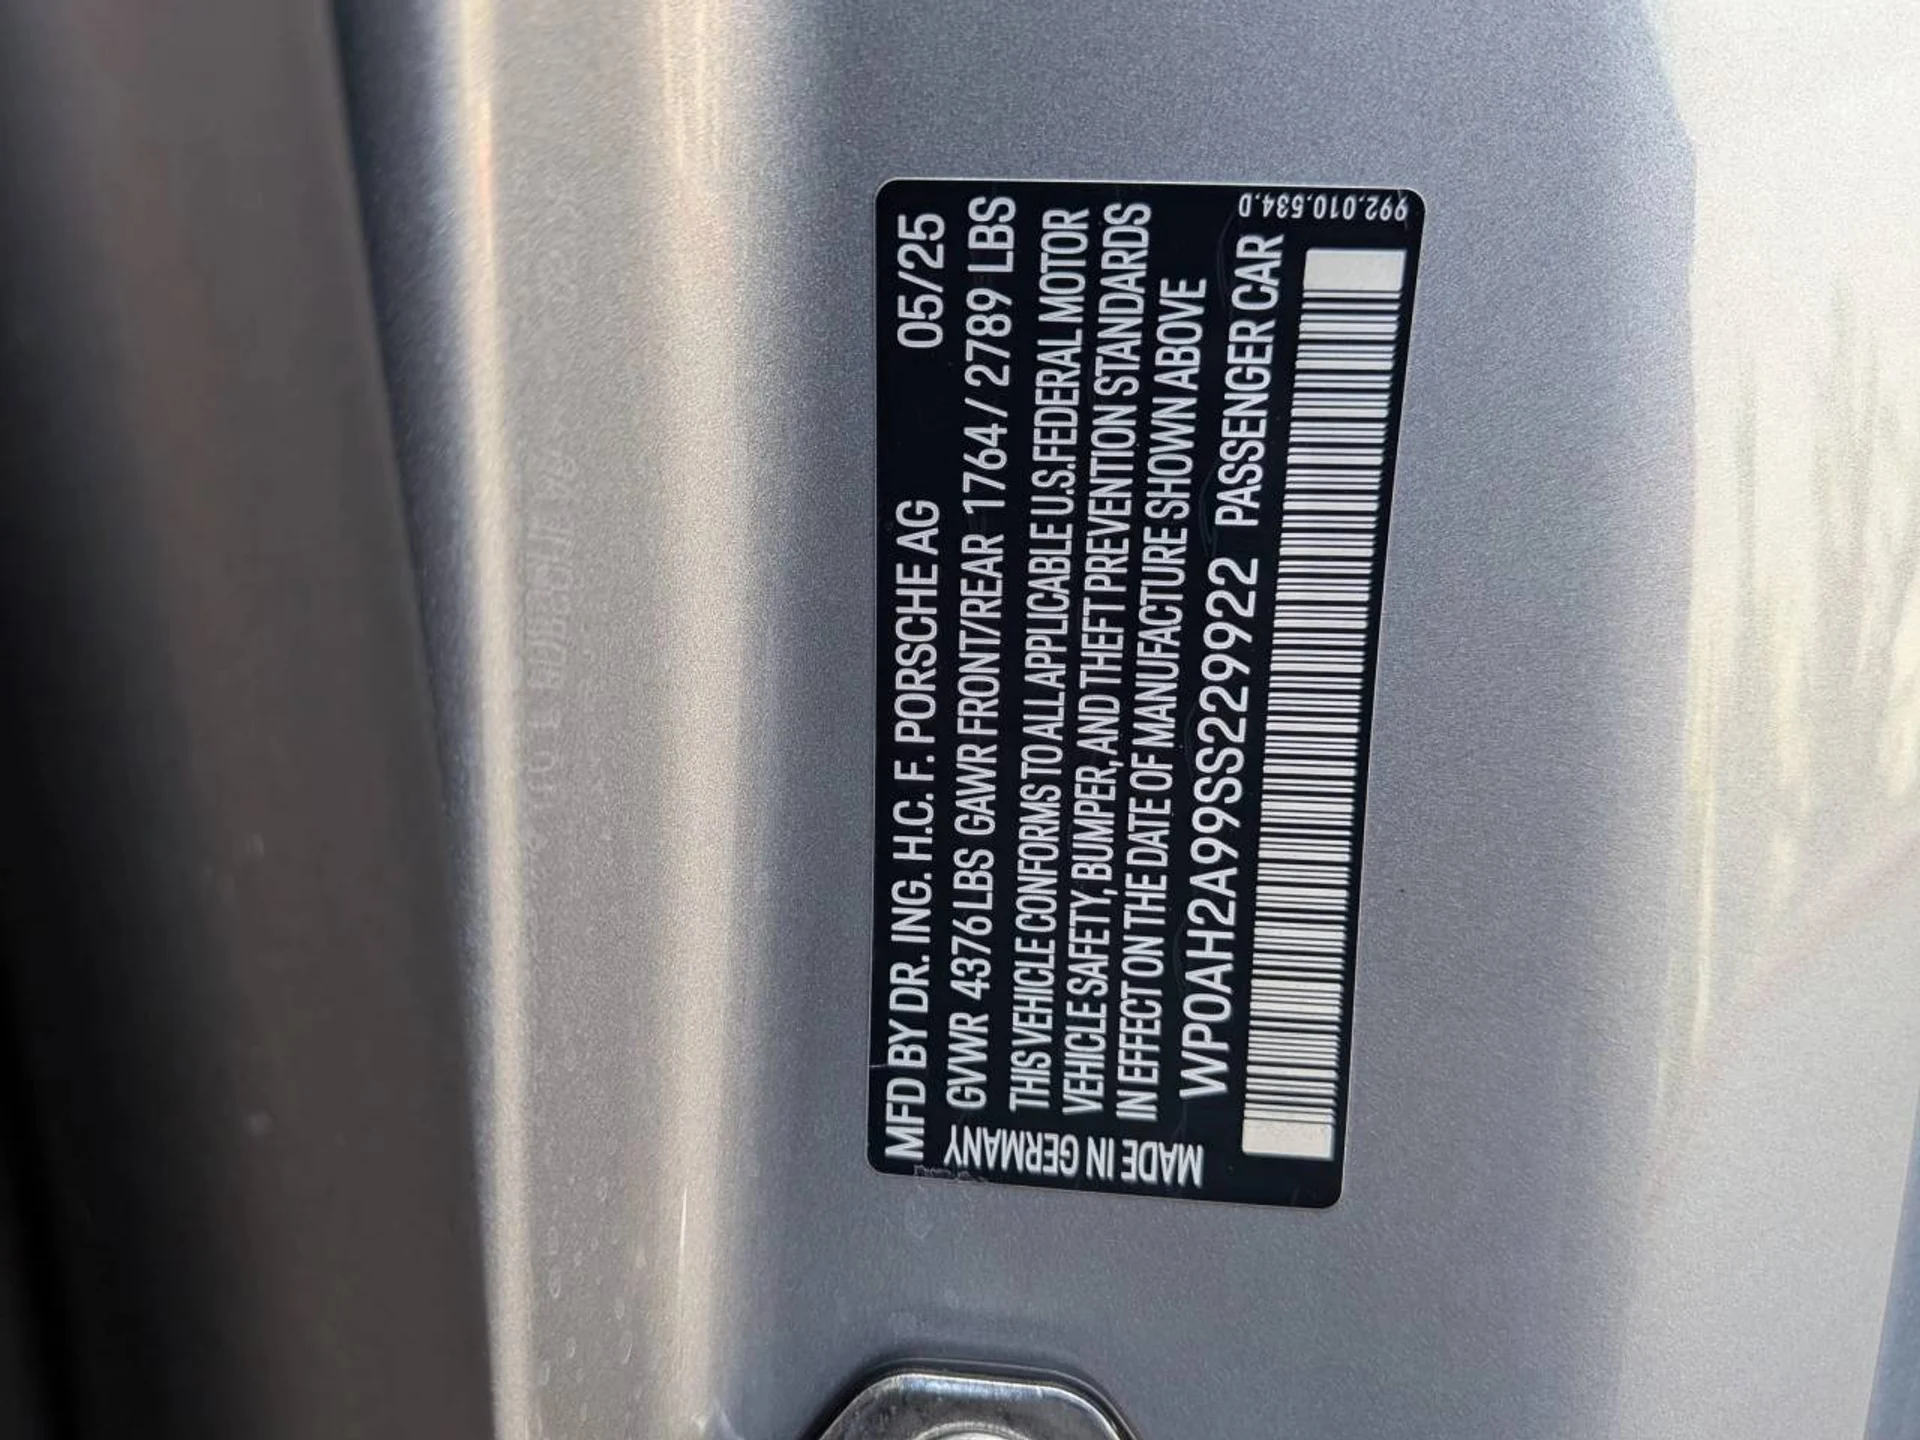 MFD BY DR. ING. H.C. F. PORSCHE AG 05/25
GVWR 4376 LBS GAWR FRONT/REAR 1764 / 2789 LBS
THIS VEHICLE CONFORMS TO ALL APPLICABLE U.S. FEDERAL MOTOR
VEHICLE SAFETY, BUMPER, AND THEFT PREVENTION STANDARDS
IN EFFECT ON THE DATE OF MANUFACTURE SHOWN ABOVE
WP0AH2A99SS229922 PASSENGER CAR
MADE IN GERMANY
992.010.534.D